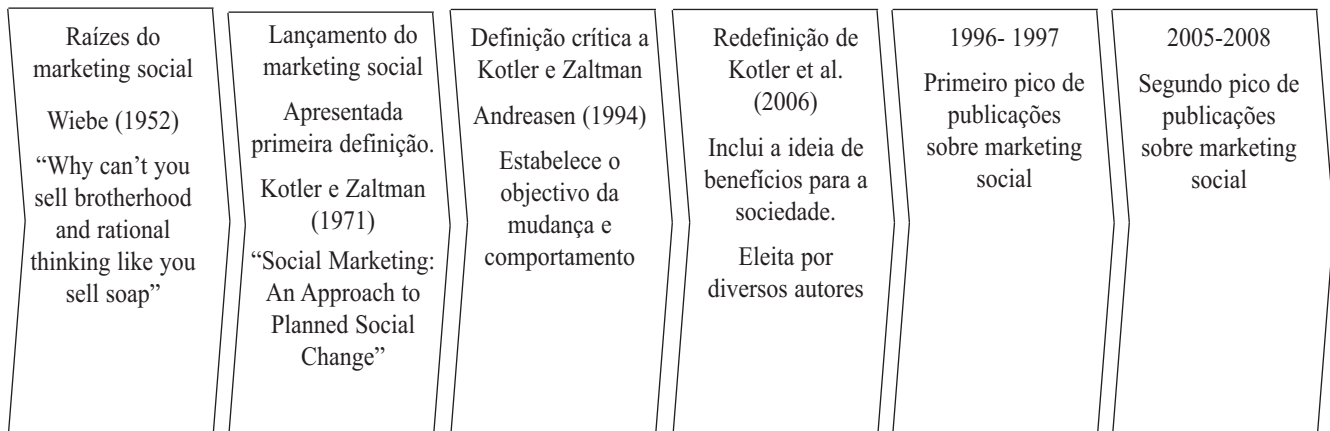 Raízes do
marketing social
Wiebe (1952)
“Why can’t you
sell brotherhood
and rational
thinking like you
sell soap”
Lançamento do
marketing social
Apresentada
primeira definição.
Kotler e Zaltman
(1971)
“Social Marketing:
An Approach to
Planned Social
Change”
Definição crítica a
Kotler e Zaltman
Andreasen (1994)
Estabelece o
objectivo da
mudança e
comportamento
Redefinição de
Kotler et al.
(2006)
Inclui a ideia de
benefícios para a
sociedade.
Eleita por
diversos autores
1996- 1997
Primeiro pico de
publicações
sobre marketing
social
2005-2008
Segundo pico de
publicações
sobre marketing
social